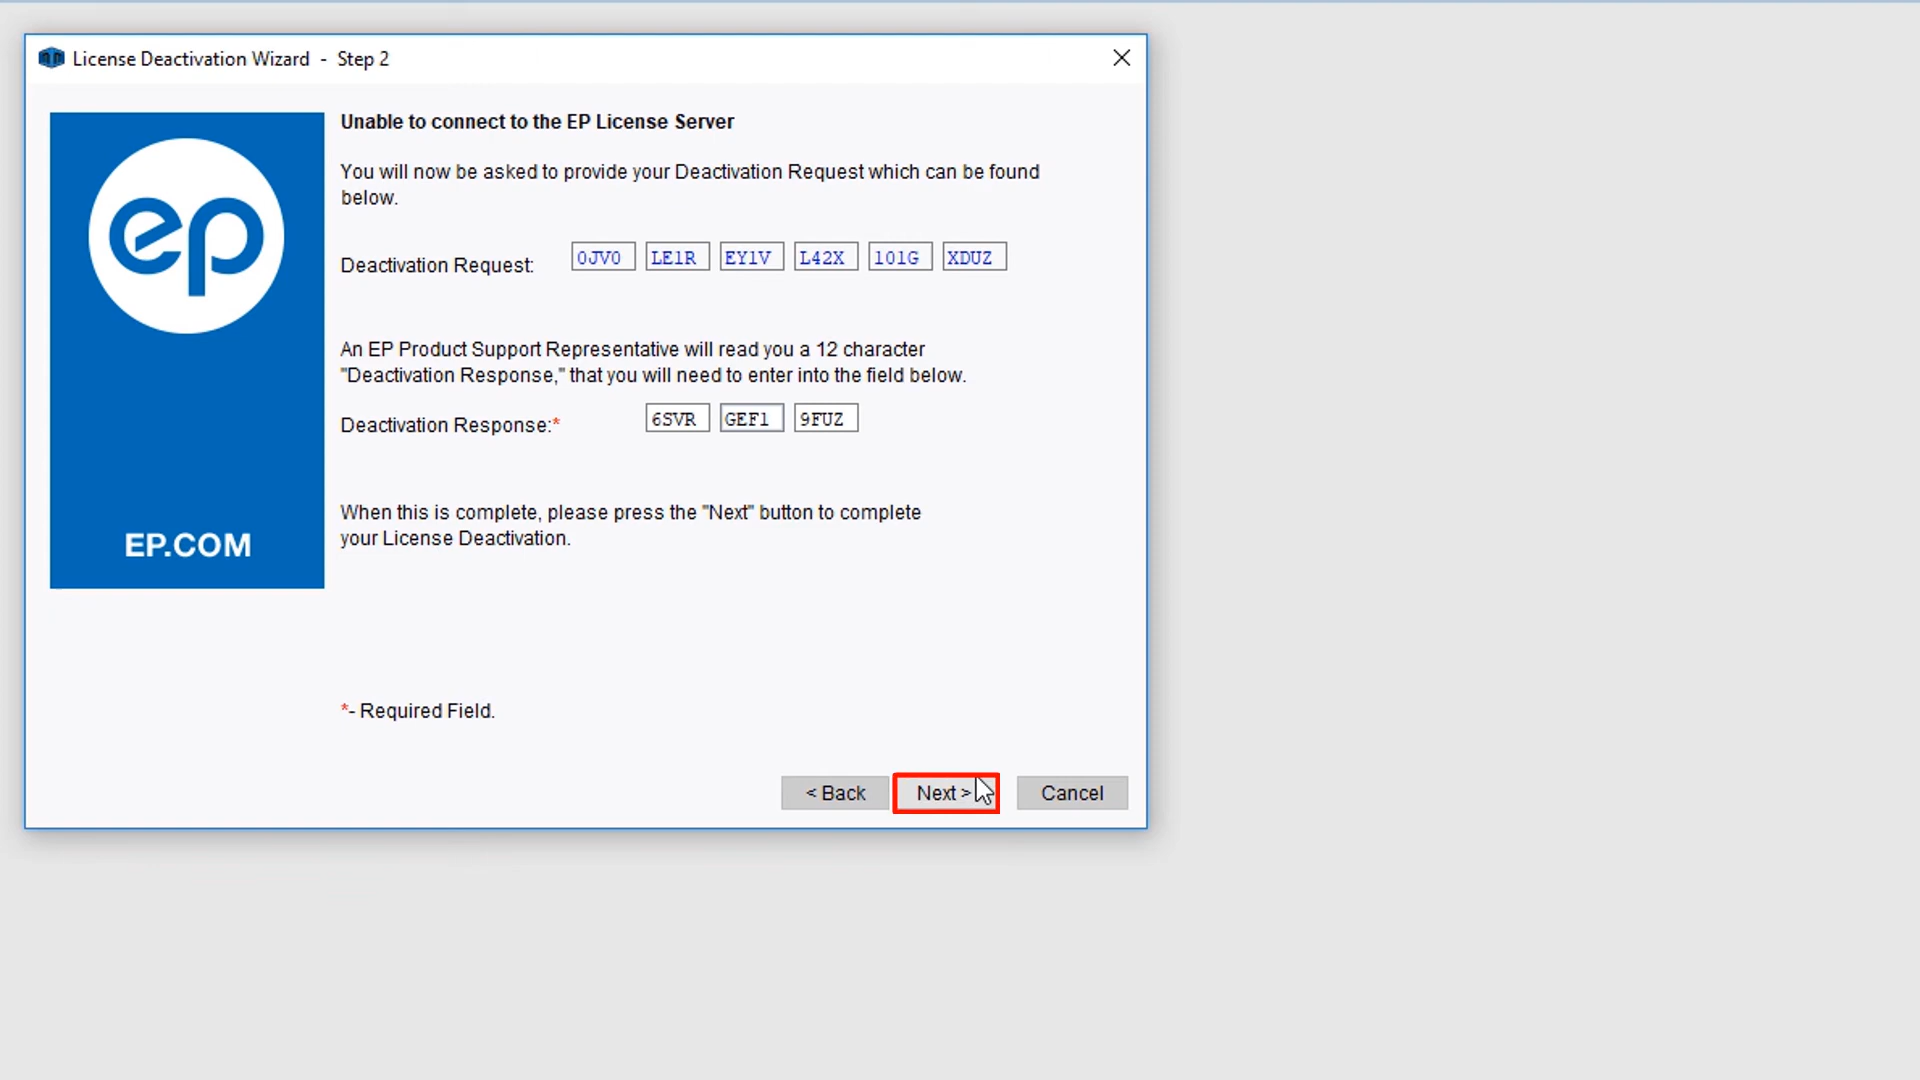 License Deactivation Wizard - Step 2
Unable to connect to the EP License Server
You will now be asked to provide your Deactivation Request which can be found
below.
Deactivation Request: 0JV0 LE1R EY1V L42X 101G XDUZ
An EP Product Support Representative will read you a 12 character
"Deactivation Response," that you will need to enter into the field below.
Deactivation Response:* 6SVR GEF1 9FUZ
When this is complete, please press the "Next" button to complete
your License Deactivation.
ep
EP.COM
*- Required Field.
< Back Next > Cancel